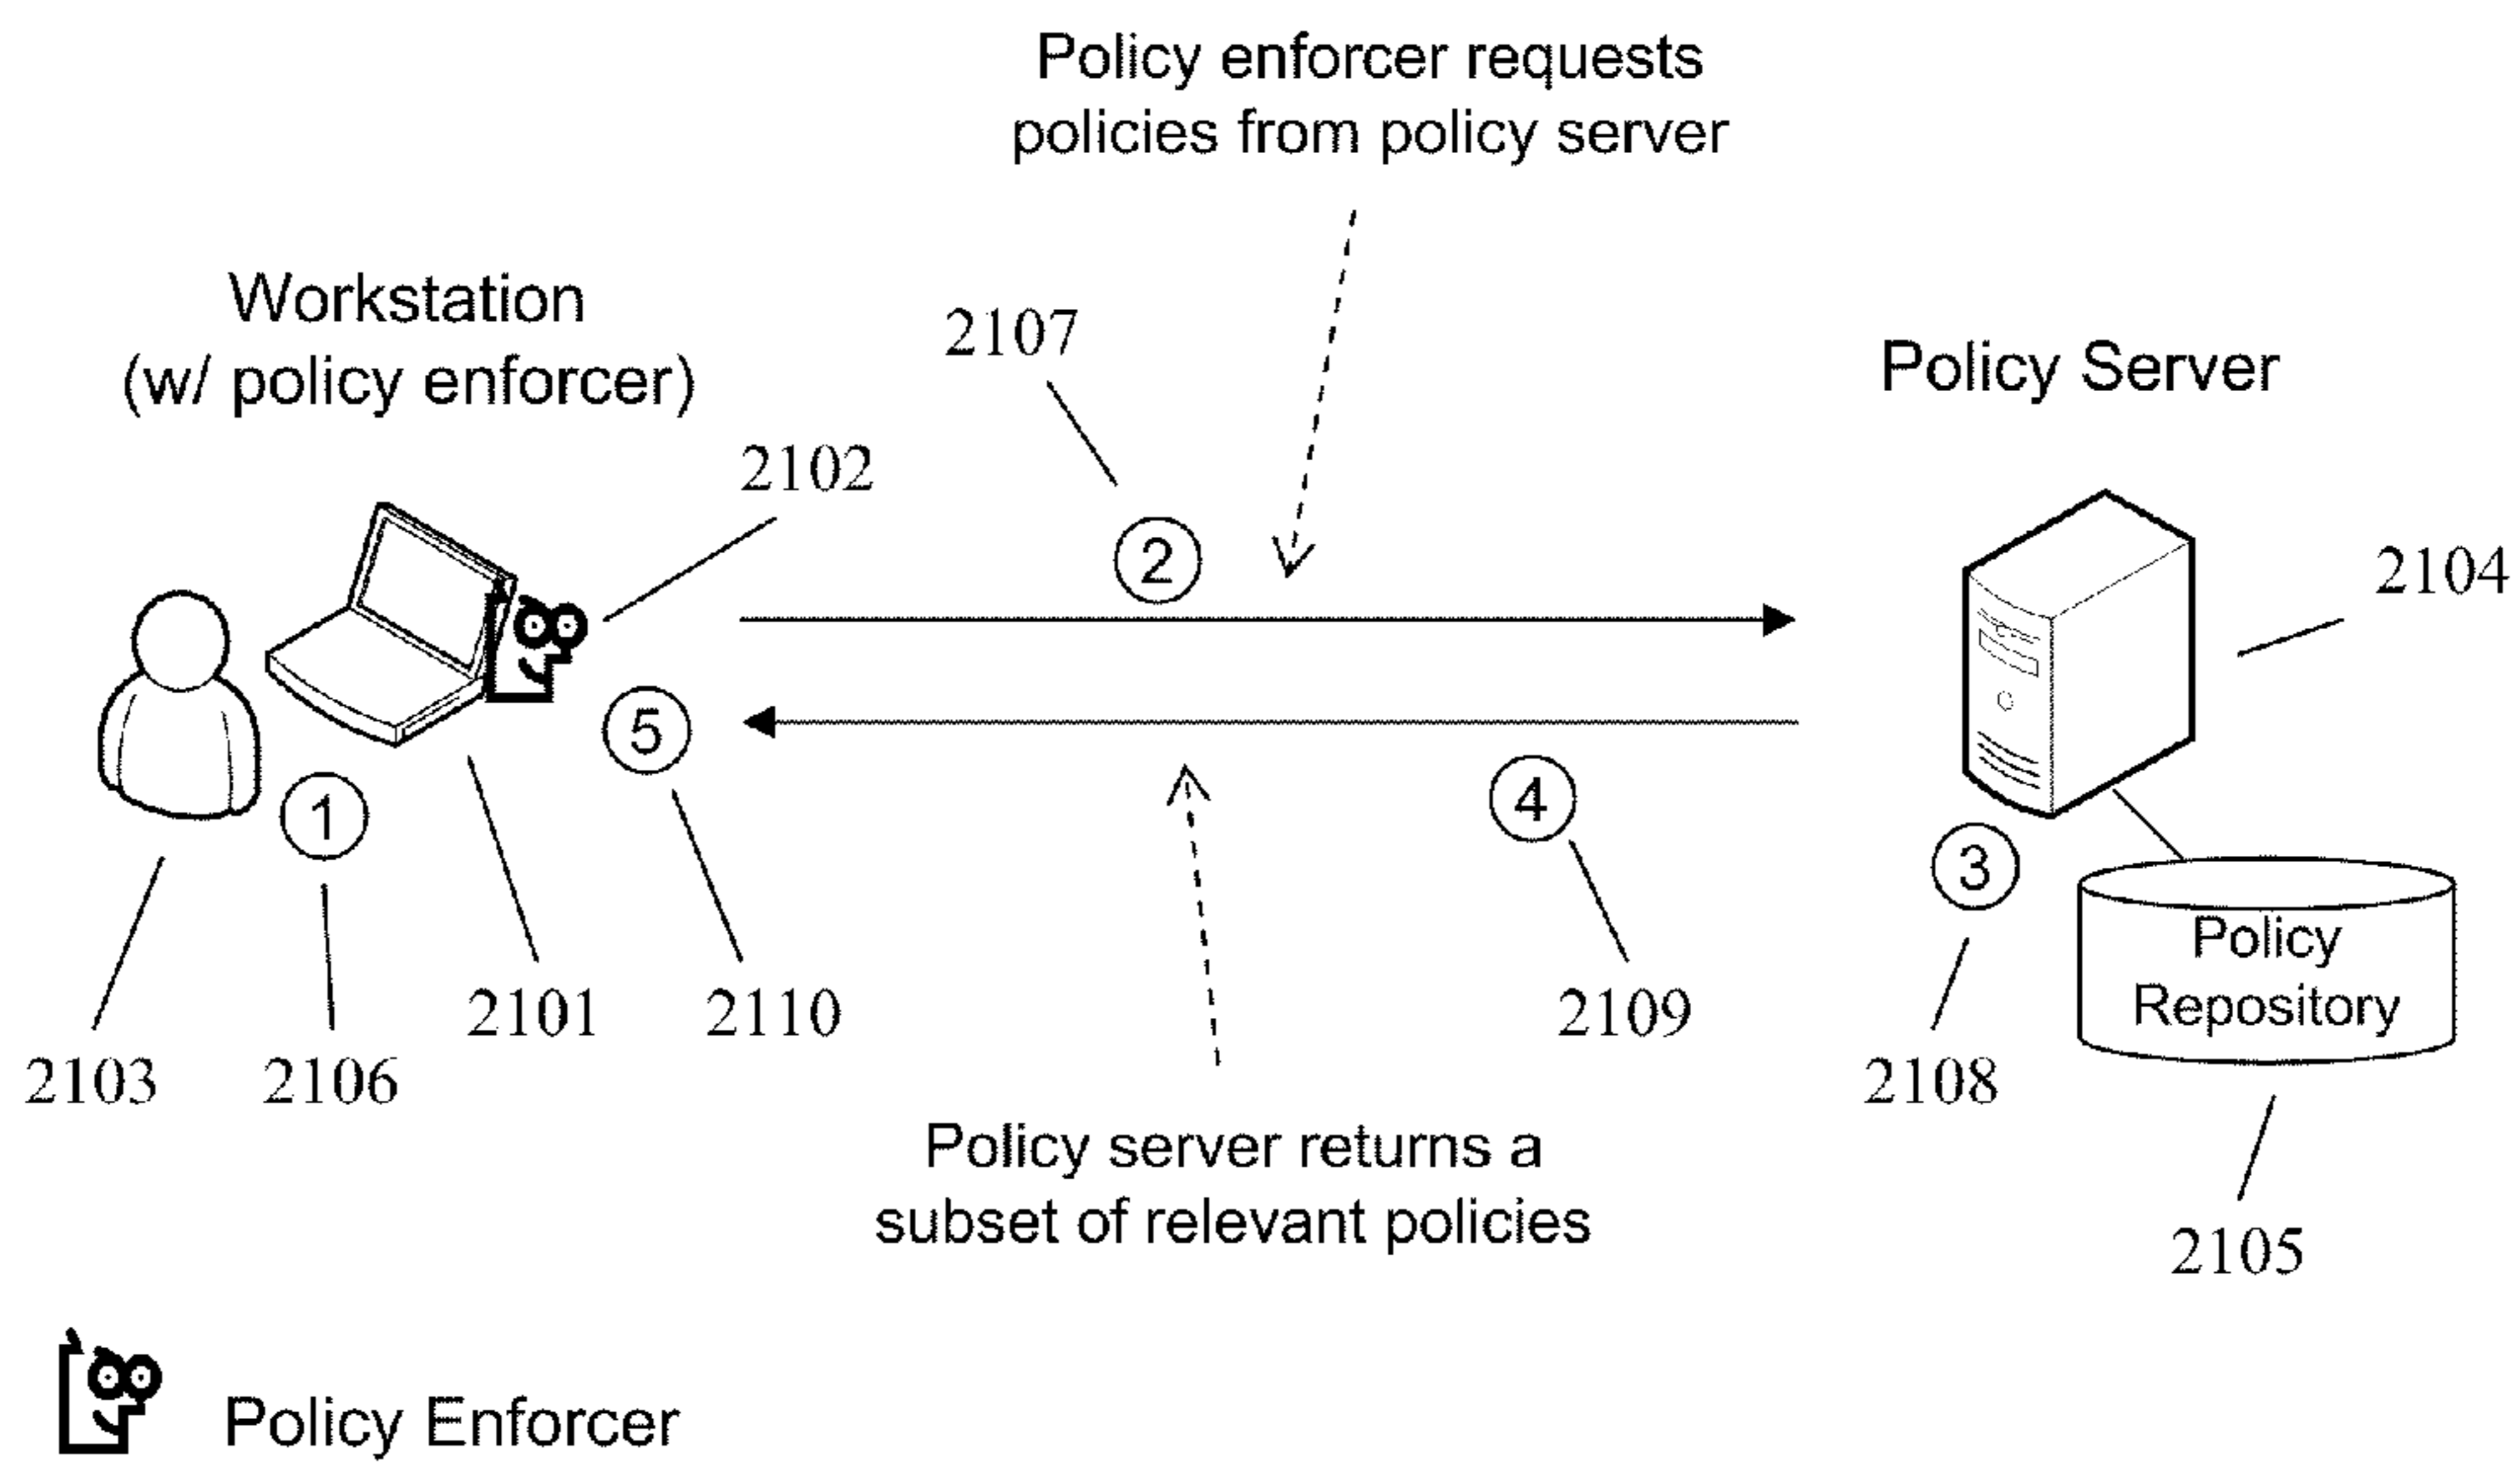 Policy enforcer requests
policies from policy server
Workstation
(w/ policy enforcer)
2107
Policy Server
2102
2
2104
5
4
1
3
Policy
Repository
2101
2110
2109
2103
2106
2108
Policy server returns a
subset of relevant policies
2105
Policy Enforcer